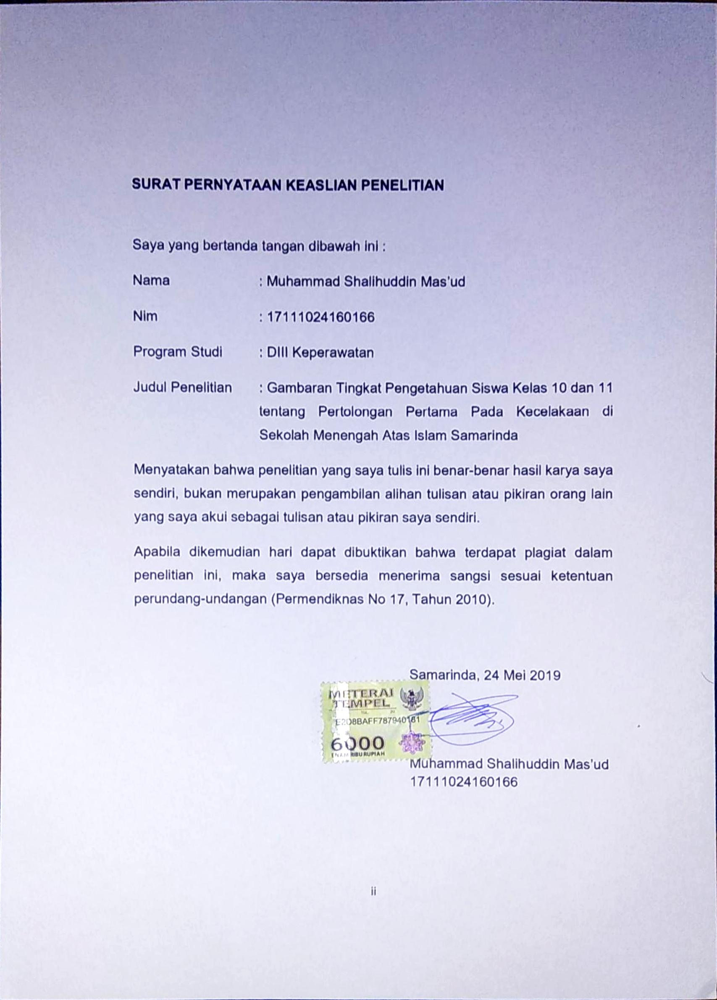 SURAT PERNYATAAN KEASLIAN PENELITIAN
Saya yang bertanda tangan dibawah ini :
Nama : Muhammad Shalihuddin Mas'ud
Nim : 17111024160166
Program Studi : DIII Keperawatan
Judul Penelitian : Gambaran Tingkat Pengetahuan Siswa Kelas 10 dan 11
tentang Pertolongan Pertama Pada Kecelakaan di
Sekolah Menengah Atas Islam Samarinda
Menyatakan bahwa penelitian yang saya tulis ini benar-benar hasil karya saya
sendiri, bukan merupakan pengambilan alihan tulisan atau pikiran orang lain
yang saya akui sebagai tulisan atau pikiran saya sendiri.
Apabila dikemudian hari dapat dibuktikan bahwa terdapat plagiat dalam
penelitian ini, maka saya bersedia menerima sangsi sesuai ketentuan
perundang-undangan (Permendiknas No 17, Tahun 2010).
Samarinda, 24 Mei 2019
METERAI
TEMPEL
E2D8BAFF787940161
6000
ENAM RIBU RUPIAH
Muhammad Shalihuddin Mas'ud
17111024160166
ii